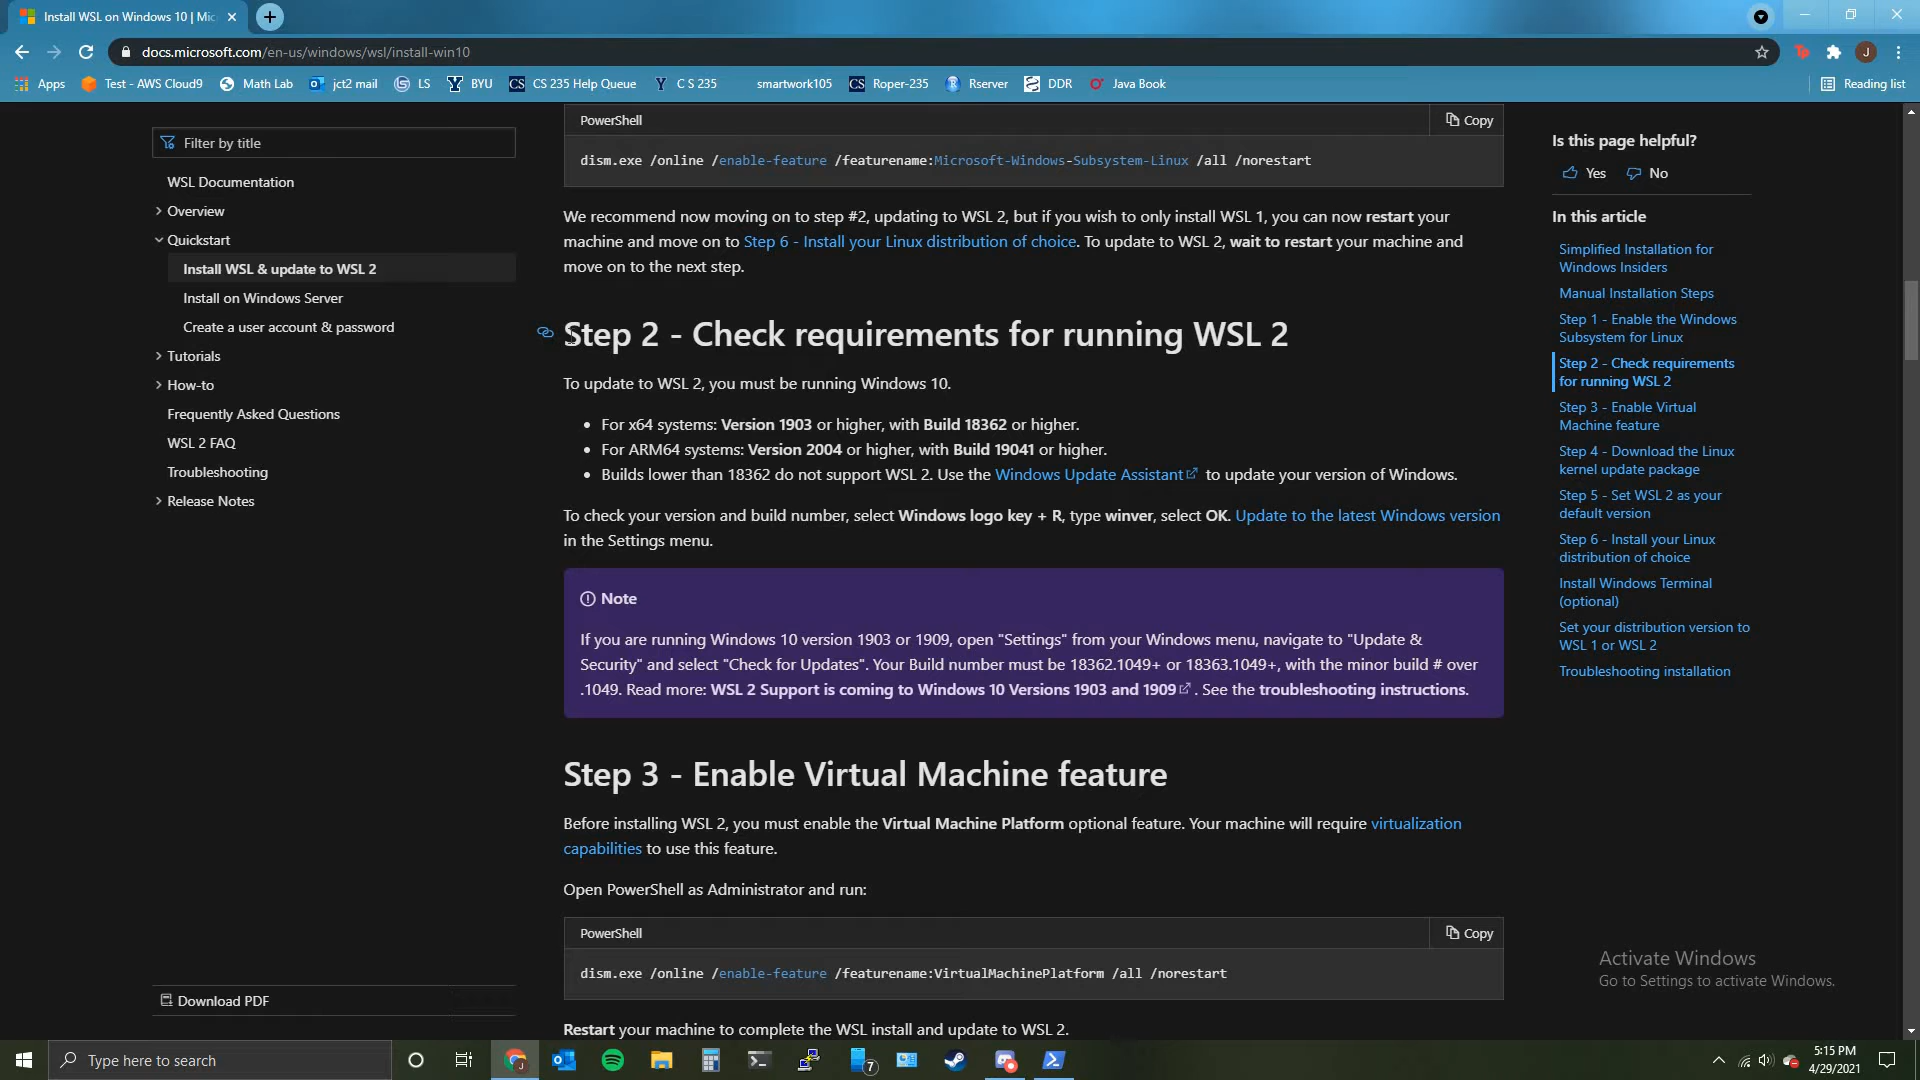 Install WSL on Windows 10 | Mic
docs.microsoft.com/en-us/windows/wsl/install-win10
J
Apps
Test - AWS Cloud9
Math Lab
jct2 mail
LS
BYU
CS 235 Help Queue
C S 235
smartwork105
Roper-235
Rserver
DDR
Java Book
Reading list
Filter by title
WSL Documentation
Overview
Quickstart
Install WSL & update to WSL 2
Install on Windows Server
Create a user account & password
Tutorials
How-to
Frequently Asked Questions
WSL 2 FAQ
Troubleshooting
Release Notes
Download PDF
PowerShell
Copy
dism.exe /online /enable-feature /featurename:Microsoft-Windows-Subsystem-Linux /all /norestart
We recommend now moving on to step #2, updating to WSL 2, but if you wish to only install WSL 1, you can now restart your
machine and move on to Step 6 - Install your Linux distribution of choice. To update to WSL 2, wait to restart your machine and
move on to the next step.
Step 2 - Check requirements for running WSL 2
To update to WSL 2, you must be running Windows 10.
• For x64 systems: Version 1903 or higher, with Build 18362 or higher.
• For ARM64 systems: Version 2004 or higher, with Build 19041 or higher.
• Builds lower than 18362 do not support WSL 2. Use the Windows Update Assistant to update your version of Windows.
To check your version and build number, select Windows logo key + R, type winver, select OK. Update to the latest Windows version
in the Settings menu.
Note
If you are running Windows 10 version 1903 or 1909, open "Settings" from your Windows menu, navigate to "Update &
Security" and select "Check for Updates". Your Build number must be 18362.1049+ or 18363.1049+, with the minor build # over
.1049. Read more: WSL 2 Support is coming to Windows 10 Versions 1903 and 1909 . See the troubleshooting instructions.
Step 3 - Enable Virtual Machine feature
Before installing WSL 2, you must enable the Virtual Machine Platform optional feature. Your machine will require virtualization
capabilities to use this feature.
Open PowerShell as Administrator and run:
PowerShell
Copy
dism.exe /online /enable-feature /featurename:VirtualMachinePlatform /all /norestart
Restart your machine to complete the WSL install and update to WSL 2.
Is this page helpful?
Yes
No
In this article
Simplified Installation for
Windows Insiders
Manual Installation Steps
Step 1 - Enable the Windows
Subsystem for Linux
Step 2 - Check requirements
for running WSL 2
Step 3 - Enable Virtual
Machine feature
Step 4 - Download the Linux
kernel update package
Step 5 - Set WSL 2 as your
default version
Step 6 - Install your Linux
distribution of choice
Install Windows Terminal
(optional)
Set your distribution version to
WSL 1 or WSL 2
Troubleshooting installation
Activate Windows
Go to Settings to activate Windows.
Type here to search
7
5:15 PM
4/29/2021